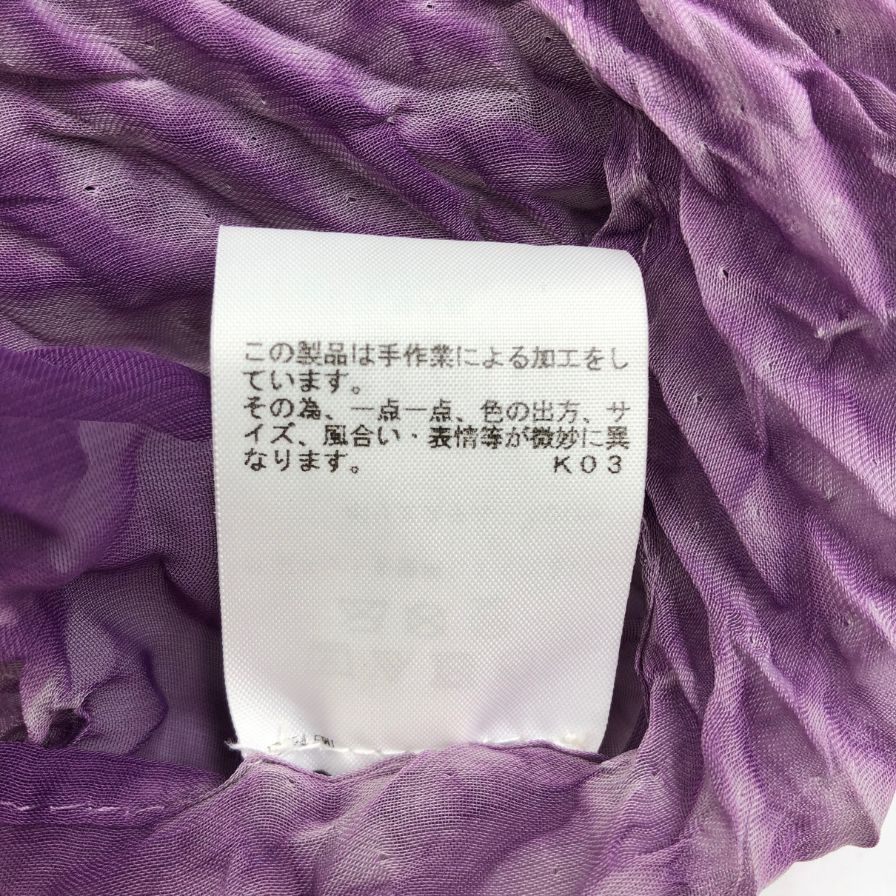 この製品は手作業による加工をし
ています。
その為、一点一点、色の出方、サ
イズ、風合い・表情等が微妙に異
なります。 K03